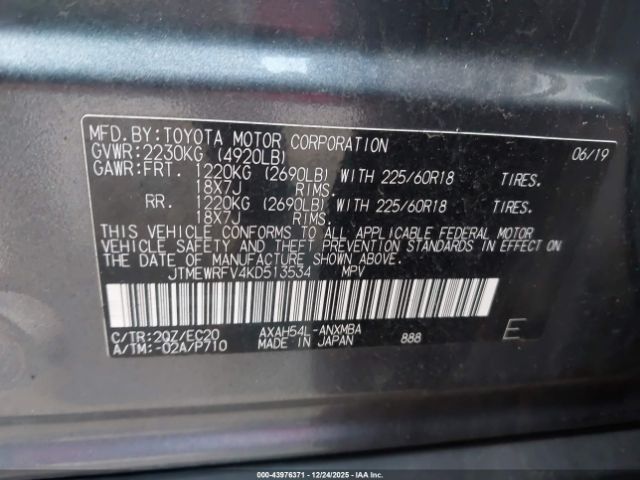 MFD.BY:TOYOTA MOTOR CORPORATION 06/19
GVWR:2230KG (4920LB)
GAWR:FRT. 1220KG (2690LB) WITH 225/60R18 TIRES.
18X7J RIMS.
RR. 1220KG (2690LB) WITH 225/60R18 TIRES.
18X7J RIMS.
THIS VEHICLE CONFORMS TO ALL APPLICABLE FEDERAL MOTOR
VEHICLE SAFETY AND THEFT PREVENTION STANDARDS IN EFFECT ON
THE DATE OF MANUFACTURE SHOWN ABOVE.
JTMEWRFV4KD513534 MPV
C/TR:2QZ/EC20 AXAH54L-ANXMBA
A/TM:-02A/P710 MADE IN JAPAN 888 E
000-43976371 - 12/24/2025 - IAA Inc.